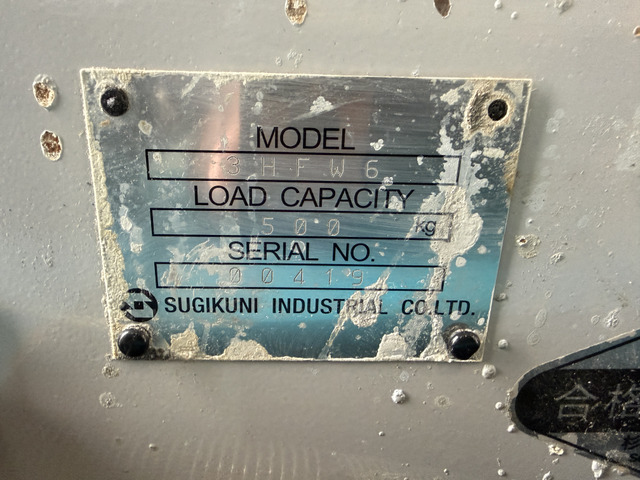 MODEL
3HFW6
LOAD CAPACITY
500 kg
SERIAL NO.
00419
SUGIKUNI INDUSTRIAL CO.LTD.
合格